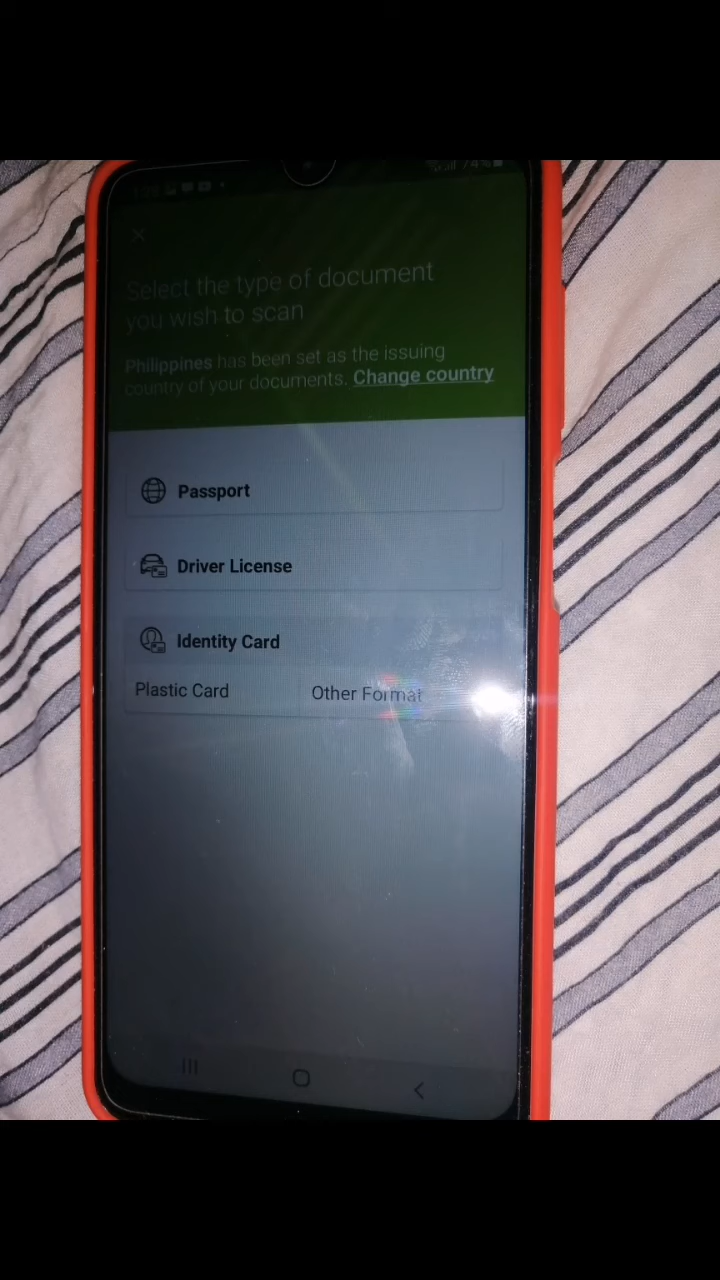 74%
Select the type of document
you wish to scan
Philippines has been set as the issuing
country of your documents. Change country
Passport
Driver License
Identity Card
Plastic Card
Other Format